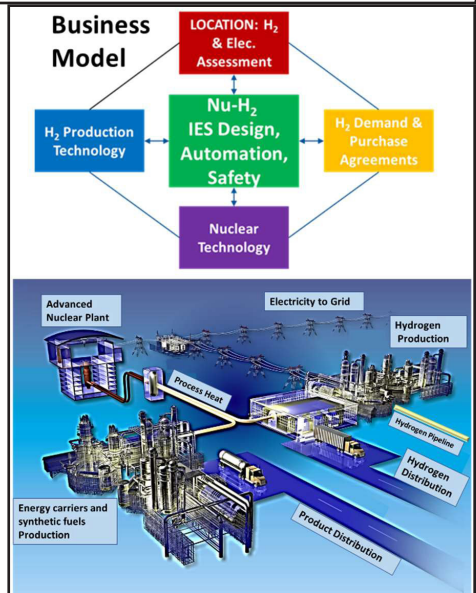 Business
Model
LOCATION: H₂
& Elec.
Assessment
H₂ Production
Technology
Nu-H₂
IES Design,
Automation,
Safety
H₂ Demand &
Purchase
Agreements
Nuclear
Technology
Advanced
Nuclear Plant
Electricity to Grid
Hydrogen
Production
Process Heat
Hydrogen Pipeline
Hydrogen
Distribution
Energy carriers and
synthetic fuels
Production
Product Distribution